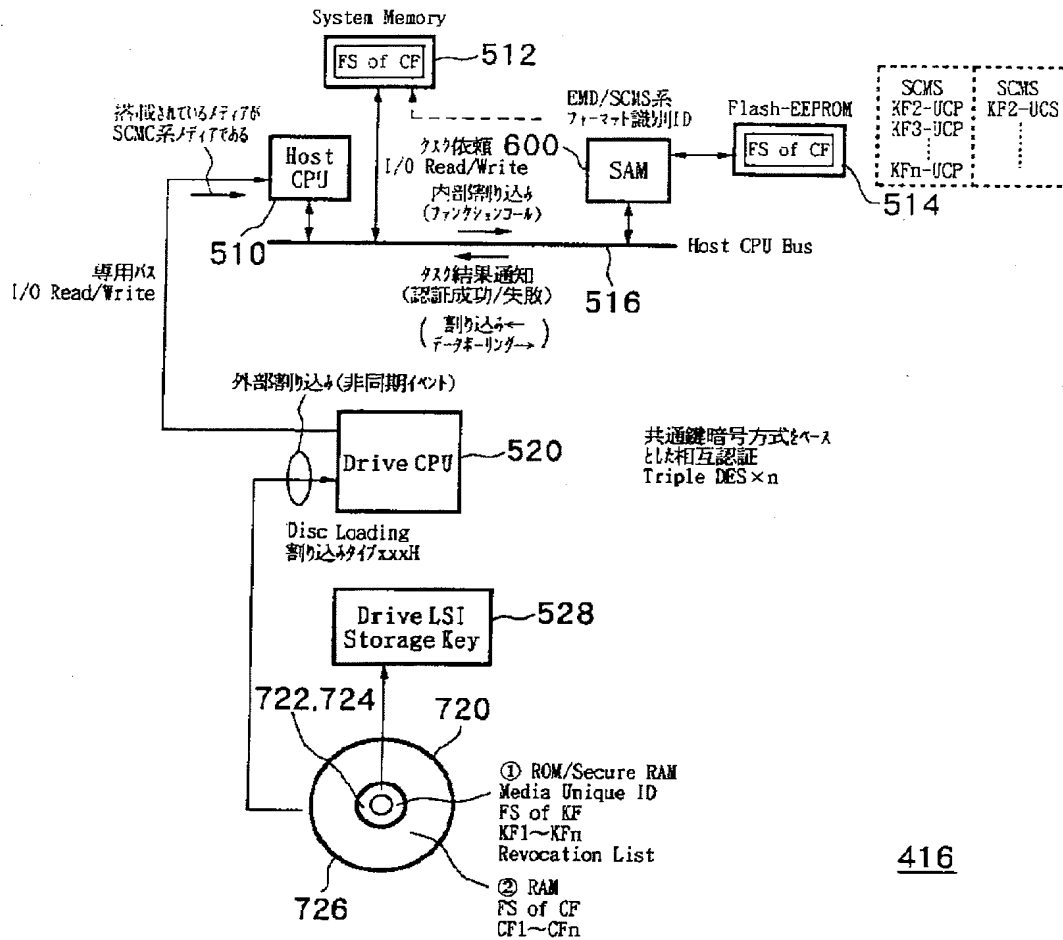 System Memory
FS of CF
512
搭載されているメディアが
SCMC系メディアである
Host
CPU
510
EMD/SCMS系
フォーマット識別ID
タスク依頼
I/O Read/Write
600
SAM
Flash-EEPROM
FS of CF
514
SCMS
KF2-UCP
KF3-UCP
KFn-UCP
SCMS
KF2-UCS
内部割り込み
(ファンクションコール)
Host CPU Bus
516
タスク結果通知
(認証成功/失敗)
(割り込み←
データポーリング→)
専用バス
I/O Read/Write
外部割り込み(非同期イベント)
Drive CPU
520
共通鍵暗号方式をベース
とした相互認証
Triple DES×n
Disc Loading
割り込みタイプxxxH
Drive LSI
Storage Key
528
722,724
720
① ROM/Secure RAM
Media Unique ID
FS of KF
KF1~KFn
Revocation List
② RAM
FS of CF
CF1~CFn
726
416